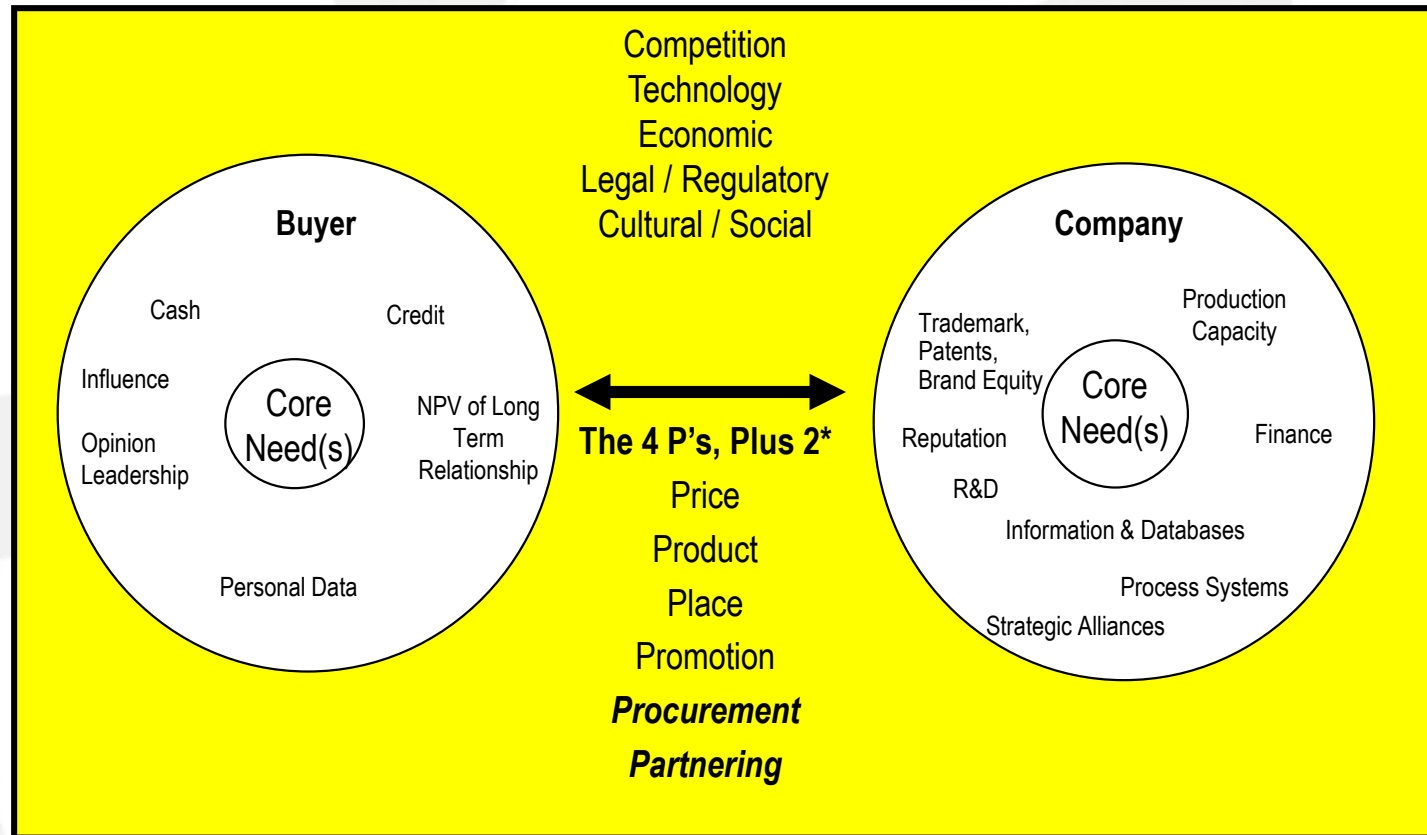 Competition
Technology
Economic
Legal / Regulatory
Cultural / Social
Buyer
Cash
Credit
Influence
Opinion
Leadership
Core
Need(s)
NPV of Long
Term
Relationship
Personal Data
The 4 P’s, Plus 2*
Price
Product
Place
Promotion
Procurement
Partnering
Company
Trademark,
Patents,
Brand Equity
Production
Capacity
Core
Need(s)
Reputation
Finance
R&D
Information & Databases
Process Systems
Strategic Alliances